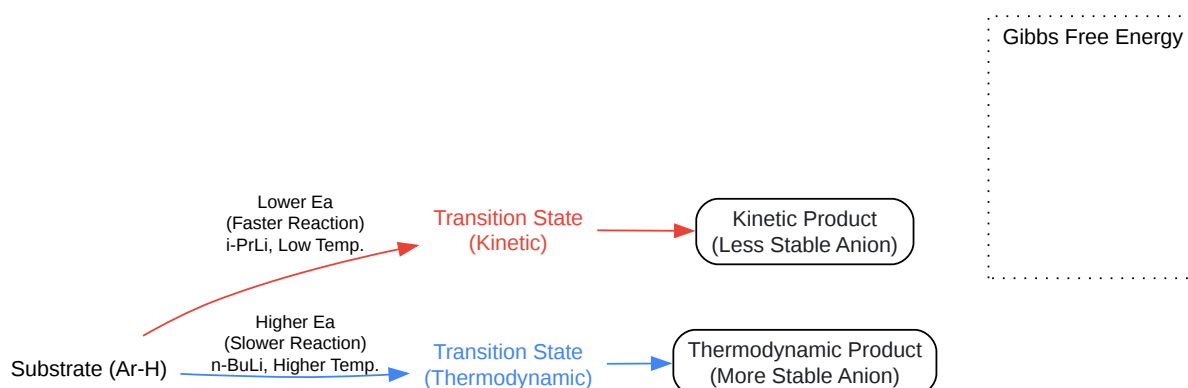 Gibbs Free Energy
Lower Ea
(Faster Reaction)
i-PrLi, Low Temp.
Transition State
(Kinetic)
Kinetic Product
(Less Stable Anion)
Higher Ea
(Slower Reaction)
n-BuLi, Higher Temp.
Substrate (Ar-H)
Transition State
(Thermodynamic)
Thermodynamic Product
(More Stable Anion)